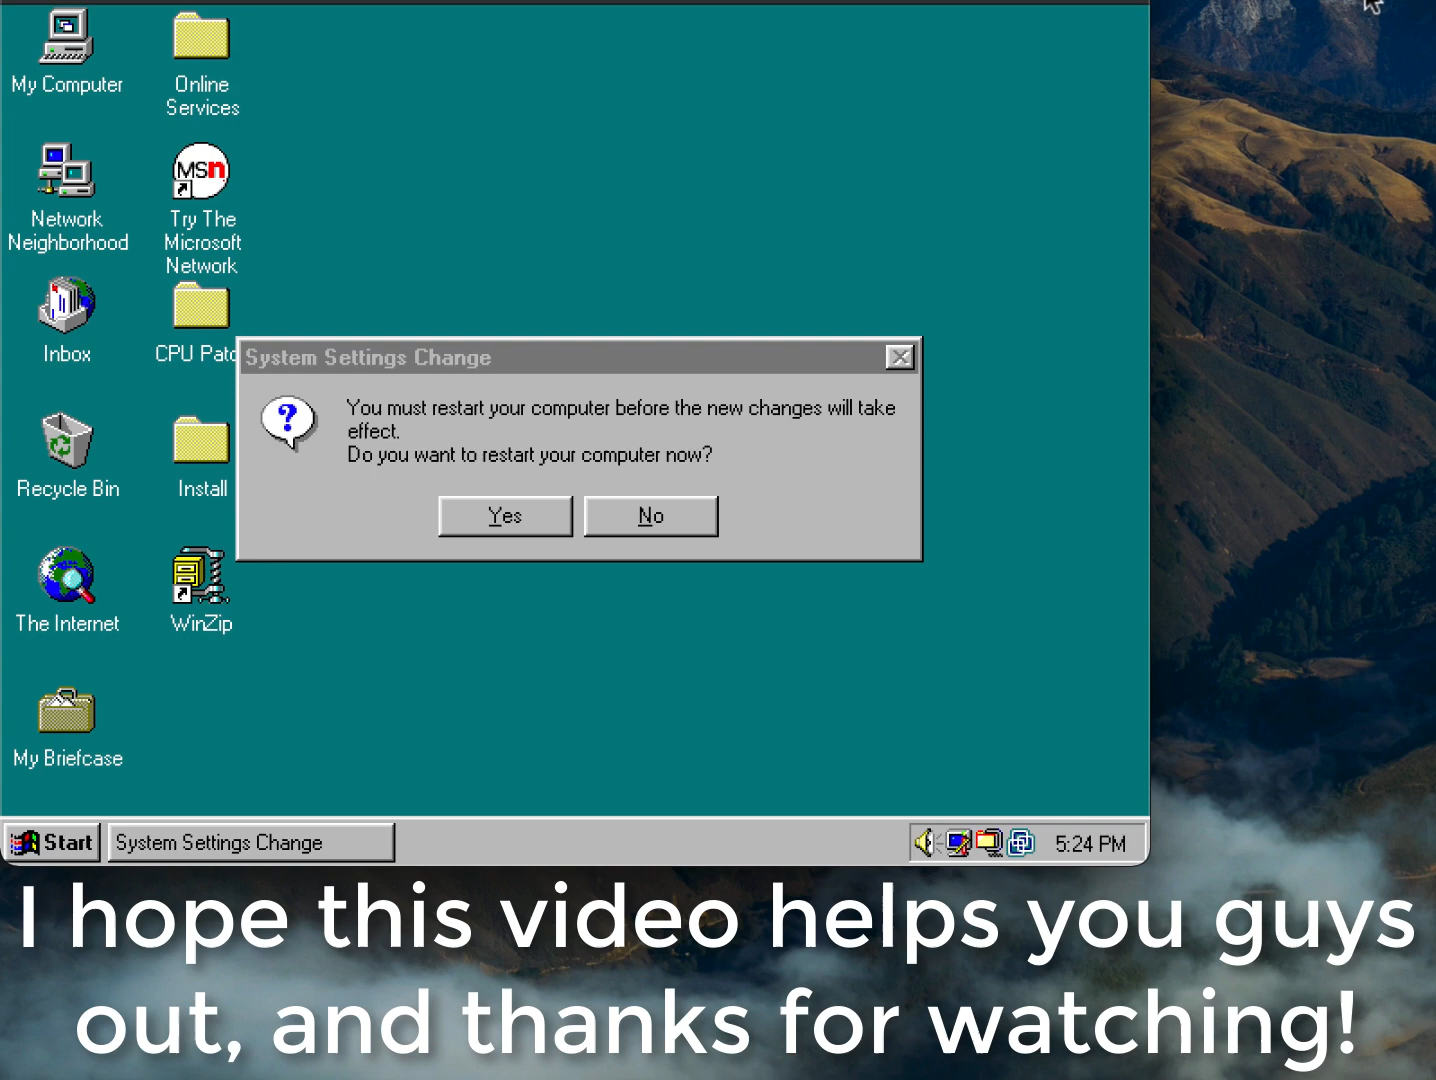 My Computer
Online
Services
Network
Neighborhood
MSn
Try The
Microsoft
Network
Inbox
CPU Patc
System Settings Change
You must restart your computer before the new changes will take
effect.
Do you want to restart your computer now?
Yes
No
Recycle Bin
Install
The Internet
WinZip
My Briefcase
Start
System Settings Change
5:24 PM
I hope this video helps you guys
out, and thanks for watching!